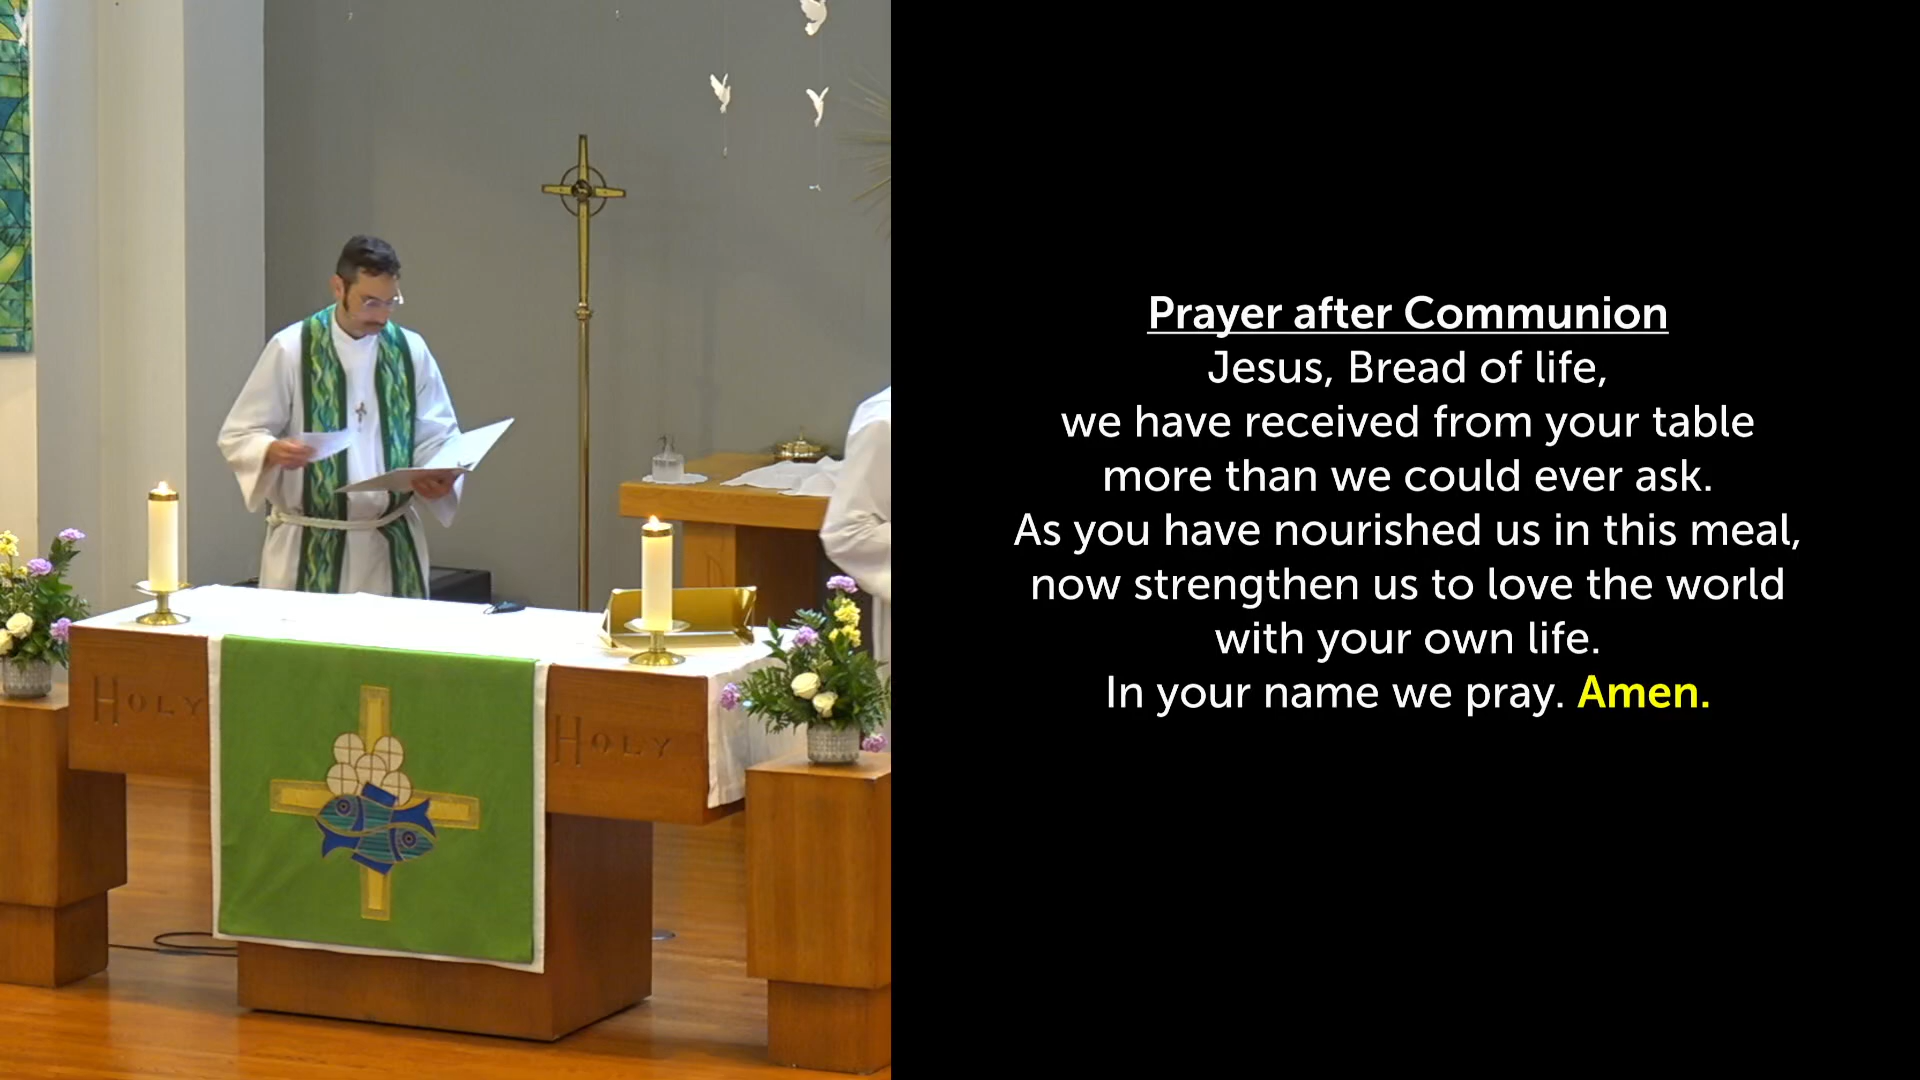 Prayer after Communion
Jesus, Bread of life,
we have received from your table
more than we could ever ask.
As you have nourished us in this meal,
now strengthen us to love the world
with your own life.
In your name we pray. Amen.
HOLY
HOLY